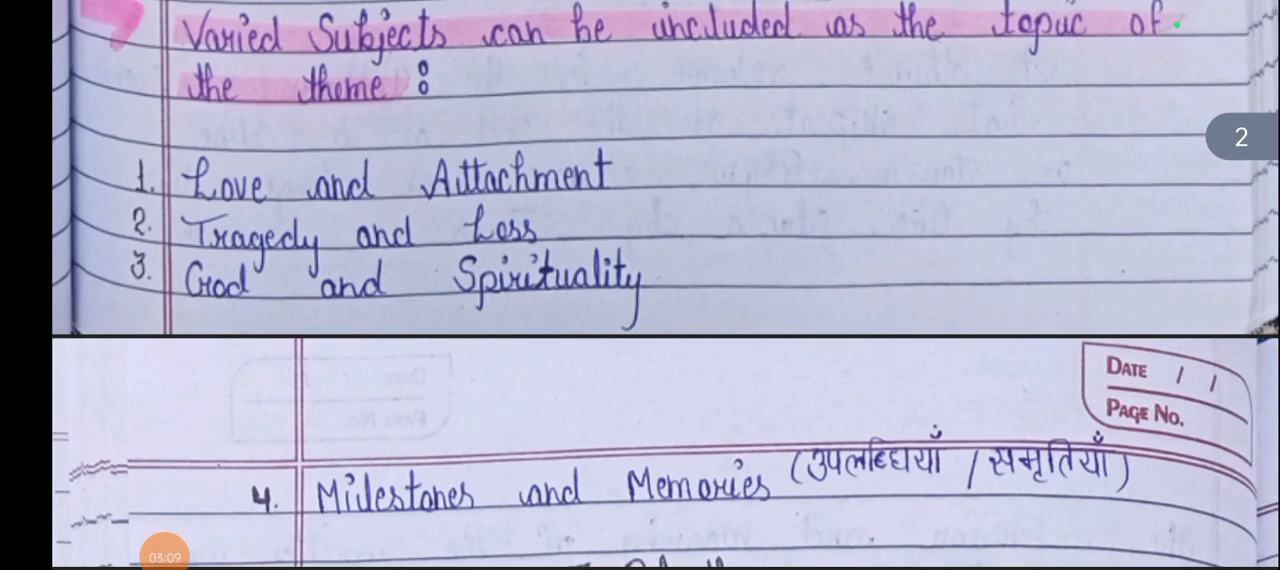 Varied Subjects can be included as the topic of
the theme :
2
1. Love and Attachment
2. Tragedy and Loss
3. God and Spirituality
DATE / /
PAGE No.
4. Milestones and Memories (उपलब्धियाँ / समृतियाँ)
03:09